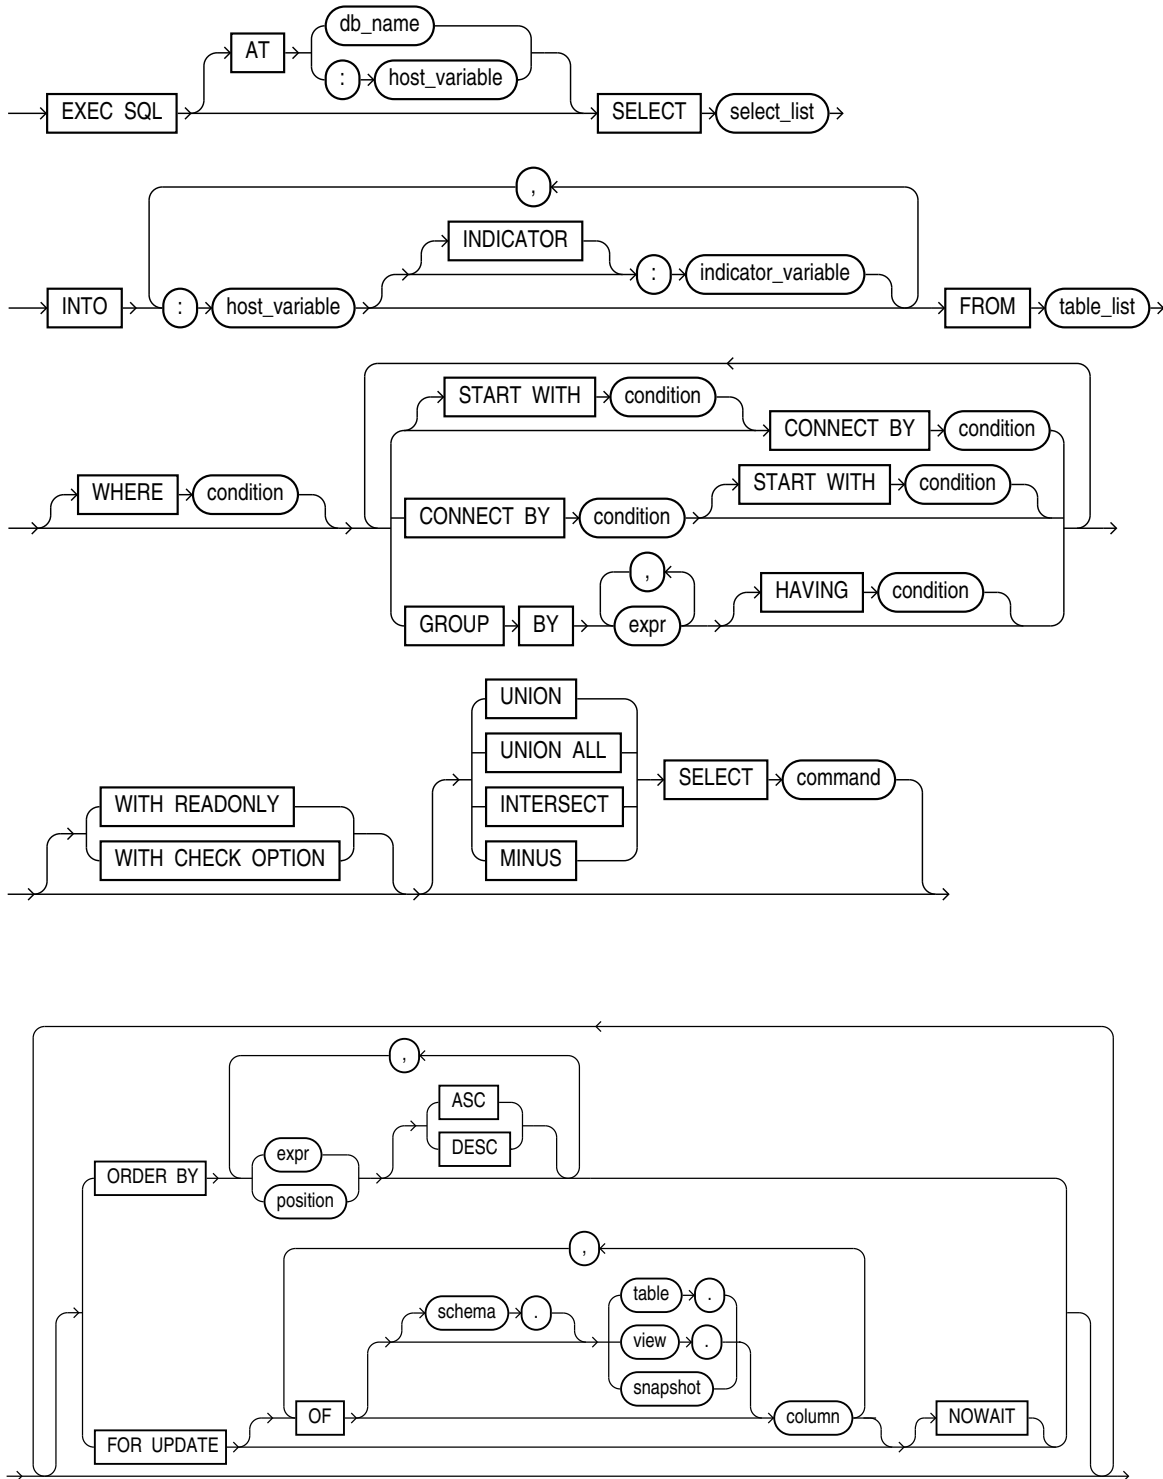 db_name
AT
: host_variable
EXEC SQL SELECT select_list
,
INDICATOR
: indicator_variable
INTO : host_variable FROM table_list
START WITH condition
CONNECT BY condition
START WITH condition
WHERE condition
CONNECT BY condition
,
HAVING condition
GROUP BY expr
UNION
UNION ALL
SELECT command
WITH READONLY
INTERSECT
WITH CHECK OPTION
MINUS
,
ASC
DESC
expr
ORDER BY
position
,
table .
schema .
view .
snapshot
OF column NOWAIT
FOR UPDATE